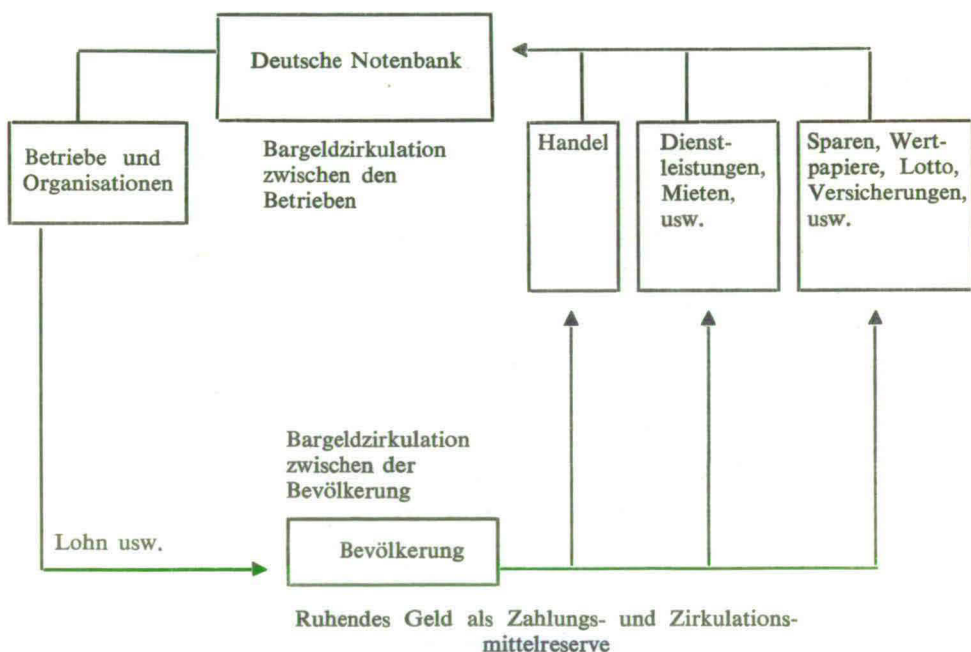 Deutsche Notenbank
Betriebe und
Organisationen
Bargeldzirkulation
zwischen den
Betrieben
Handel
Dienst-
leistungen,
Mieten,
usw.
Sparen, Wert-
papiere, Lotto,
Versicherungen,
usw.
Bargeldzirkulation
zwischen der
Bevölkerung
Lohn usw.
Bevölkerung
Ruhendes Geld als Zahlungs- und Zirkulations-
mittelreserve